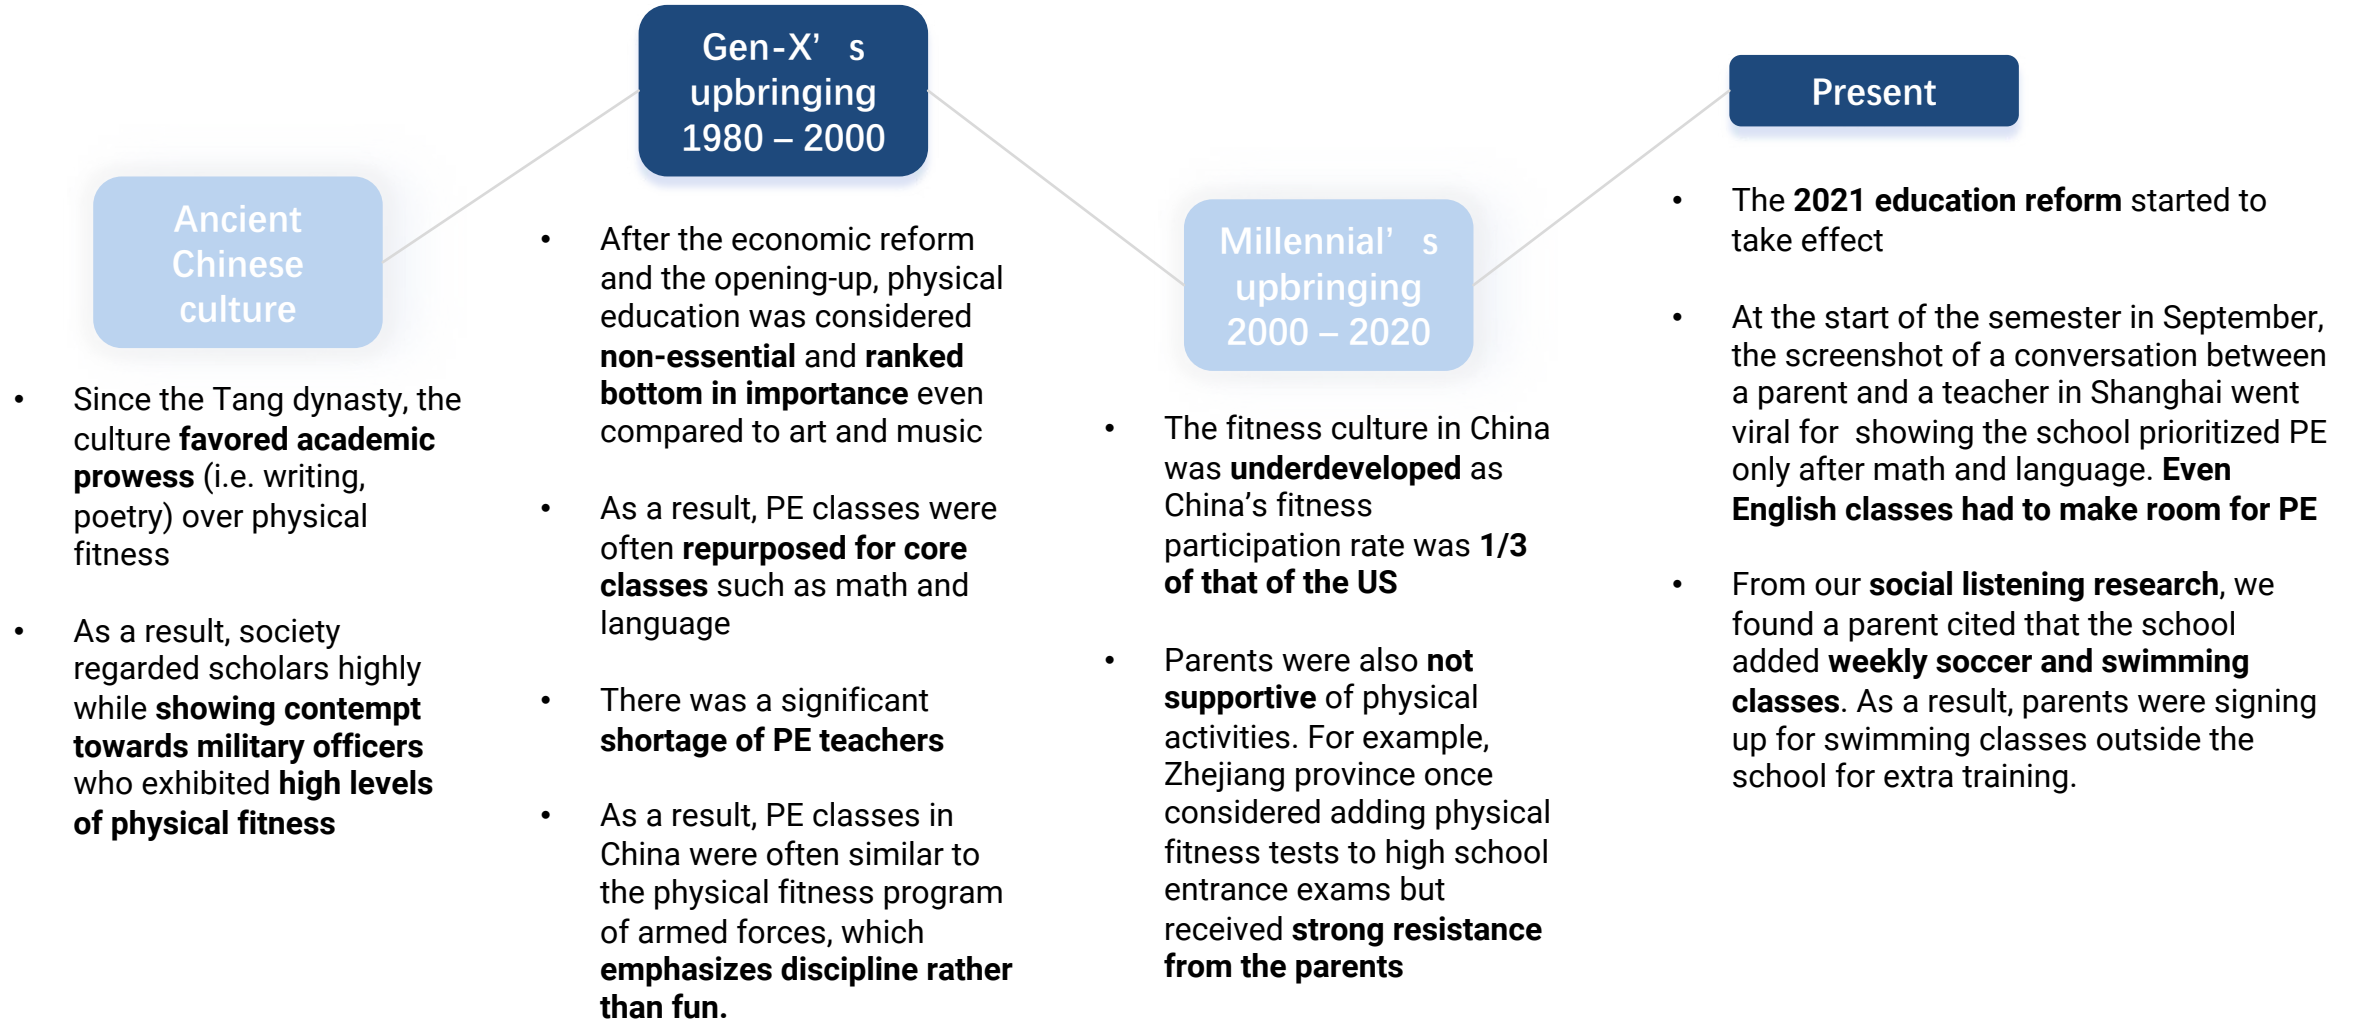 Ancient
Chinese
culture
• Since the Tang dynasty, the
culture favored academic
prowess (i.e. writing,
poetry) over physical
fitness
• As a result, society
regarded scholars highly
while showing contempt
towards military officers
who exhibited high levels
of physical fitness
Gen-X’ s
upbringing
1980 – 2000
• After the economic reform
and the opening-up, physical
education was considered
non-essential and ranked
bottom in importance even
compared to art and music
• As a result, PE classes were
often repurposed for core
classes such as math and
language
• There was a significant
shortage of PE teachers
• As a result, PE classes in
China were often similar to
the physical fitness program
of armed forces, which
emphasizes discipline rather
than fun.
Millennial’ s
upbringing
2000 – 2020
• The fitness culture in China
was underdeveloped as
China’s fitness
participation rate was 1/3
of that of the US
• Parents were also not
supportive of physical
activities. For example,
Zhejiang province once
considered adding physical
fitness tests to high school
entrance exams but
received strong resistance
from the parents
Present
• The 2021 education reform started to
take effect
• At the start of the semester in September,
the screenshot of a conversation between
a parent and a teacher in Shanghai went
viral for  showing the school prioritized PE
only after math and language. Even
English classes had to make room for PE
• From our social listening research, we
found a parent cited that the school
added weekly soccer and swimming
classes. As a result, parents were signing
up for swimming classes outside the
school for extra training.